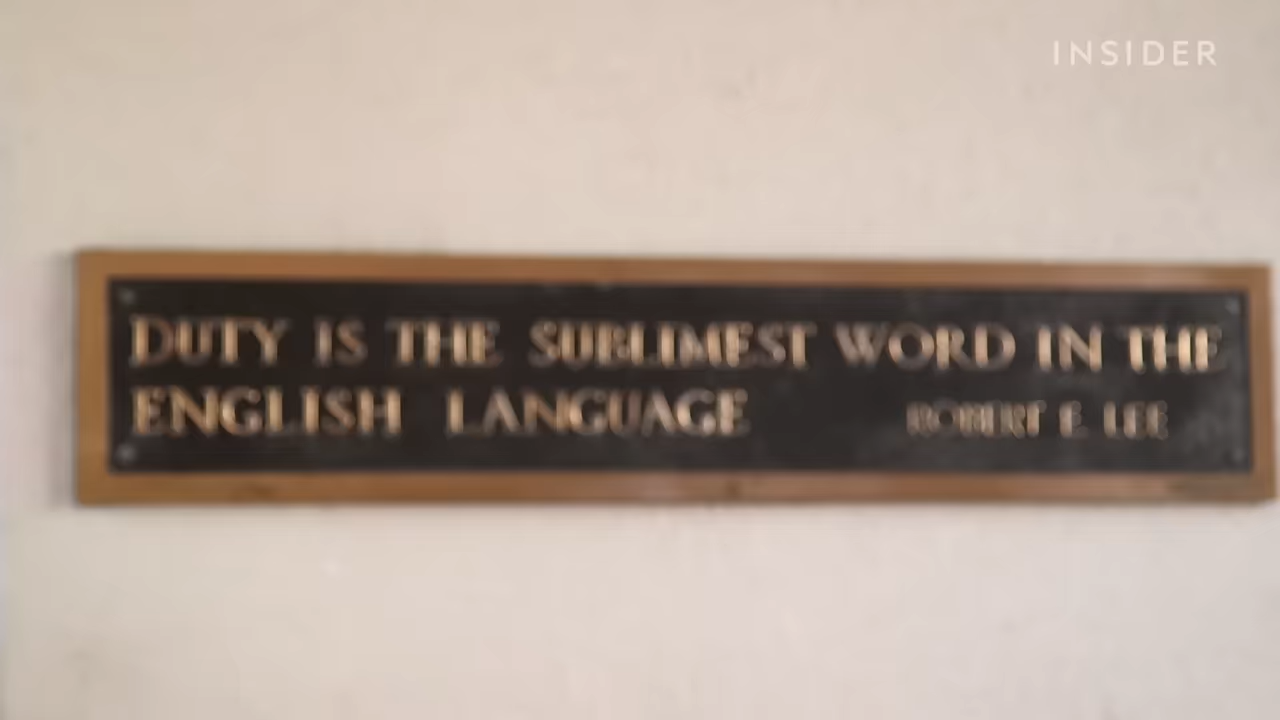 INSIDER
DUTY IS THE SUBLIMEST WORD IN THE
ENGLISH LANGUAGE
ROBERT E. LEE